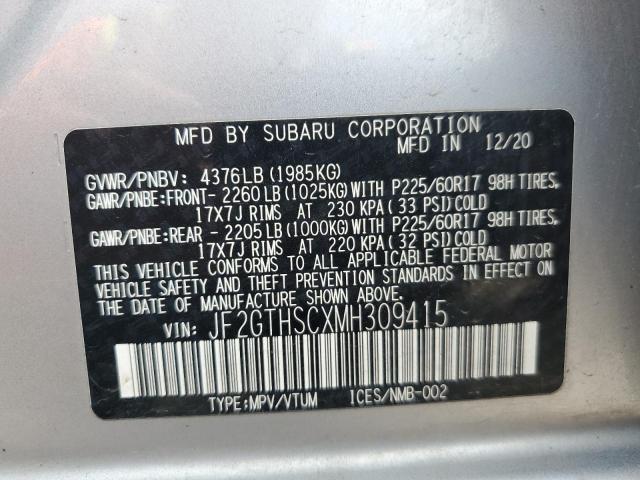 MFD BY SUBARU CORPORATION
MFD IN 12/20
GVWR/PNBV: 4376LB (1985KG)
GAWR/PNBE:FRONT- 2260 LB (1025KG) WITH P225/60R17 98H TIRES,
17X7J RIMS AT 230 KPA (33 PSI) COLD
GAWR/PNBE:REAR - 2205 LB (1000KG) WITH P225/60R17 98H TIRES,
17X7J RIMS AT 220 KPA (32 PSI) COLD
THIS VEHICLE CONFORMS TO ALL APPLICABLE FEDERAL MOTOR
VEHICLE SAFETY AND THEFT PREVENTION STANDARDS IN EFFECT ON
THE DATE OF MANUFACTURE SHOWN ABOVE.
VIN: JF2GTHSCXMH309415
TYPE:MPV/VTUM ICES/NMB-002